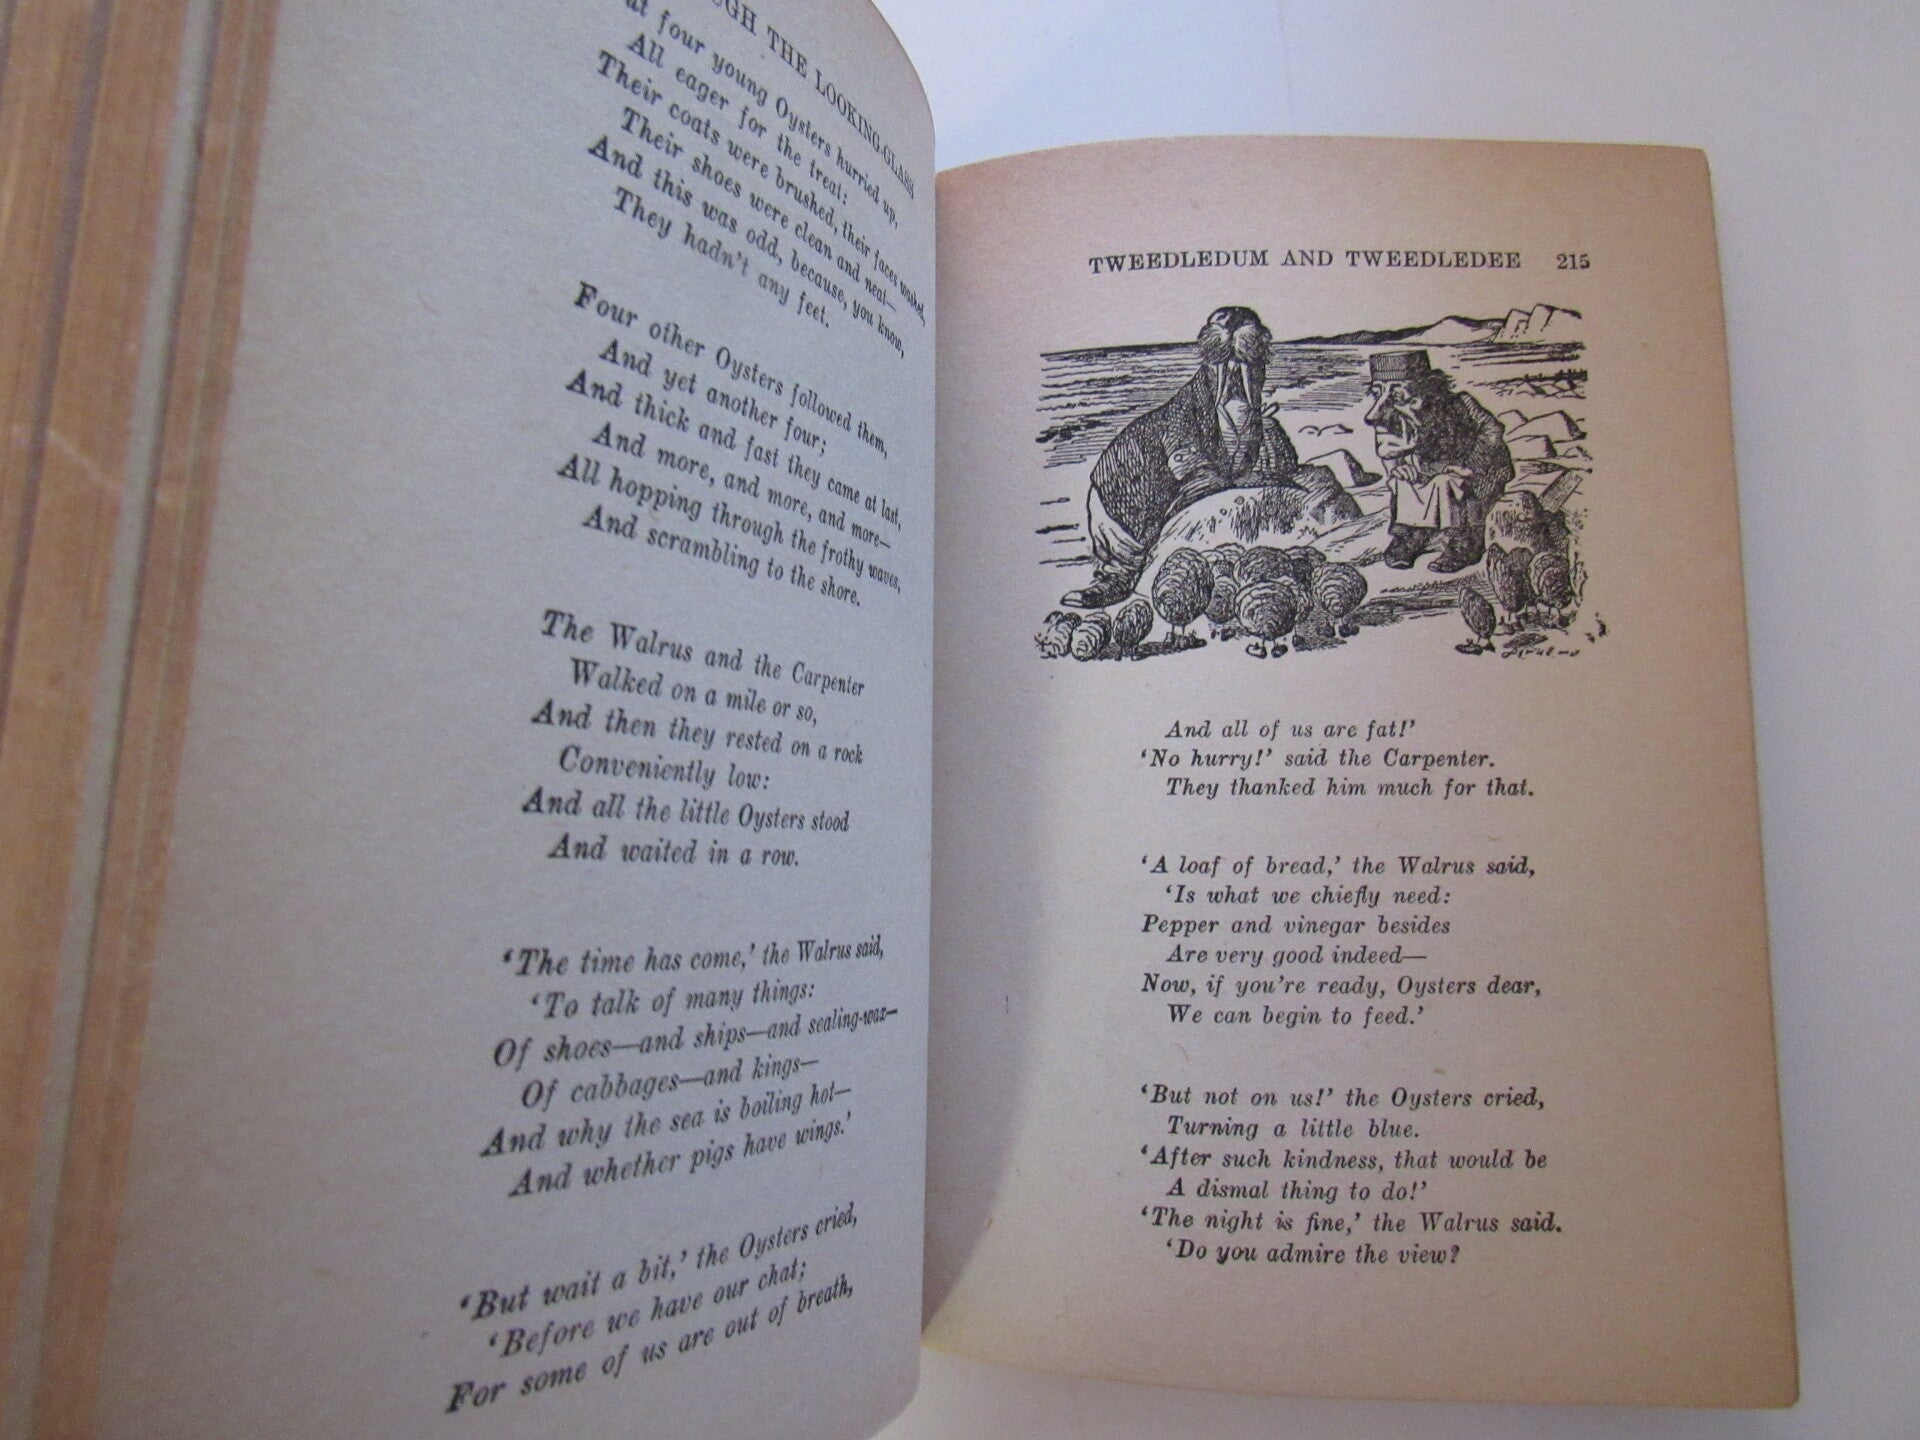 THE LOOKING-GLASS
four young Oysters hurried up,
All eager for the treat:
Their coats were brushed, their faces washed,
Their shoes were clean and neat—
And this was odd, because, you know,
They hadn't any feet.
Four other Oysters followed them,
And yet another four;
And thick and fast they came at last,
And more, and more, and more—
All hopping through the frothy waves,
And scrambling to the shore.
The Walrus and the Carpenter
Walked on a mile or so,
And then they rested on a rock
Conveniently low:
And all the little Oysters stood
And waited in a row.
‘The time has come,’ the Walrus said,
‘To talk of many things:
Of shoes—and ships—and sealing-wax—
Of cabbages—and kings—
And why the sea is boiling hot—
And whether pigs have wings.’
‘But wait a bit,’ the Oysters cried,
‘Before we have our chat;
For some of us are out of breath,
TWEEDLEDUM AND TWEEDLEDEE 215
And all of us are fat!’
‘No hurry!’ said the Carpenter.
They thanked him much for that.
‘A loaf of bread,’ the Walrus said,
‘Is what we chiefly need:
Pepper and vinegar besides
Are very good indeed—
Now, if you're ready, Oysters dear,
We can begin to feed.’
‘But not on us!’ the Oysters cried,
Turning a little blue.
‘After such kindness, that would be
A dismal thing to do!’
‘The night is fine,’ the Walrus said.
‘Do you admire the view?